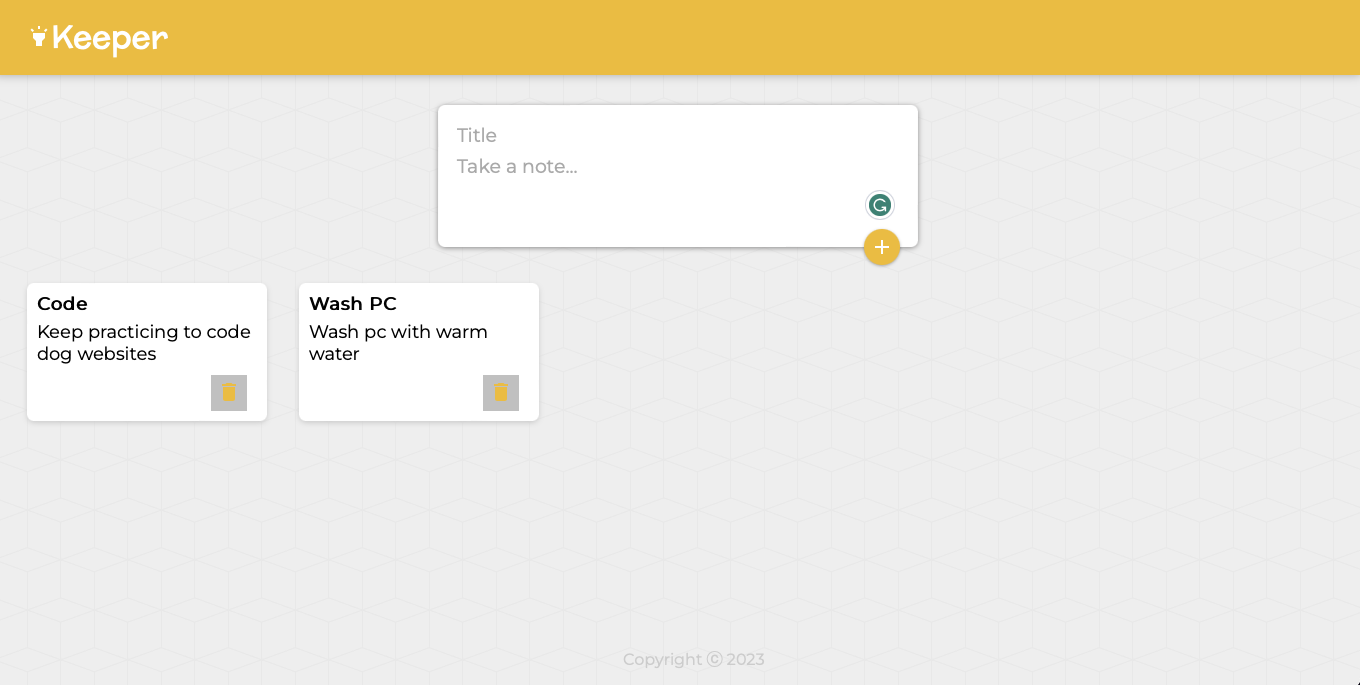 Keeper
Title
Take a note...
Code
Keep practicing to code
dog websites
Wash PC
Wash pc with warm
water
Copyright ⓒ 2023